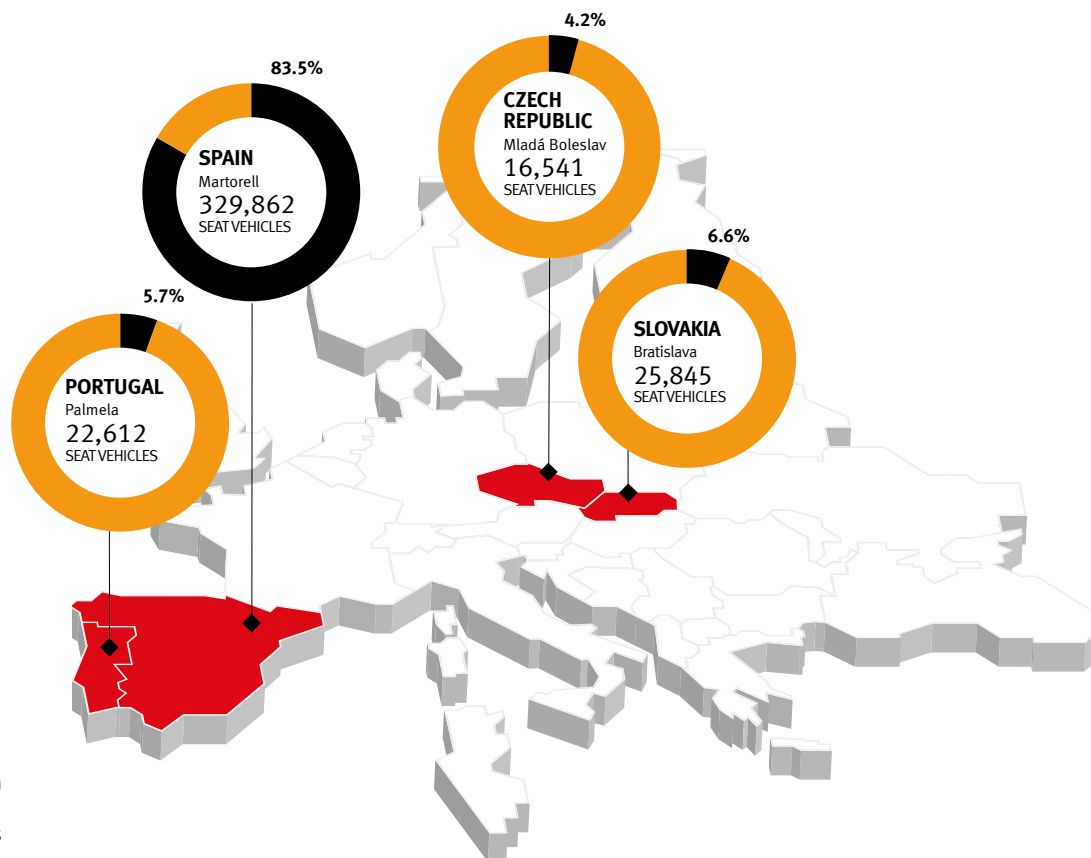 4.2%
CZECH
REPUBLIC
Mladá Boleslav
16,541
SEAT VEHICLES
83.5%
SPAIN
Martorell
329,862
SEAT VEHICLES
6.6%
SLOVAKIA
Bratislava
25,845
SEAT VEHICLES
5.7%
PORTUGAL
Palmela
22,612
SEAT VEHICLES